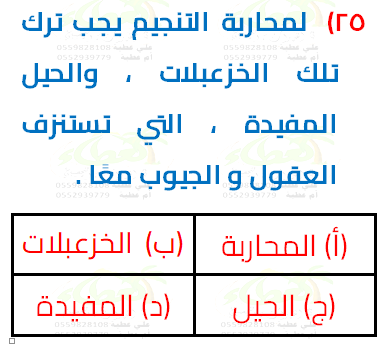 ٢٥) لمحاربة التنجيم يجب ترك
تلك الخزعبلات ، والحيل
المفيدة ، التي تستنزف
العقول و الجيوب معًا .
(أ) المحاربة
(ب) الخزعبلات
(ج) الحيل
(د) المفيدة